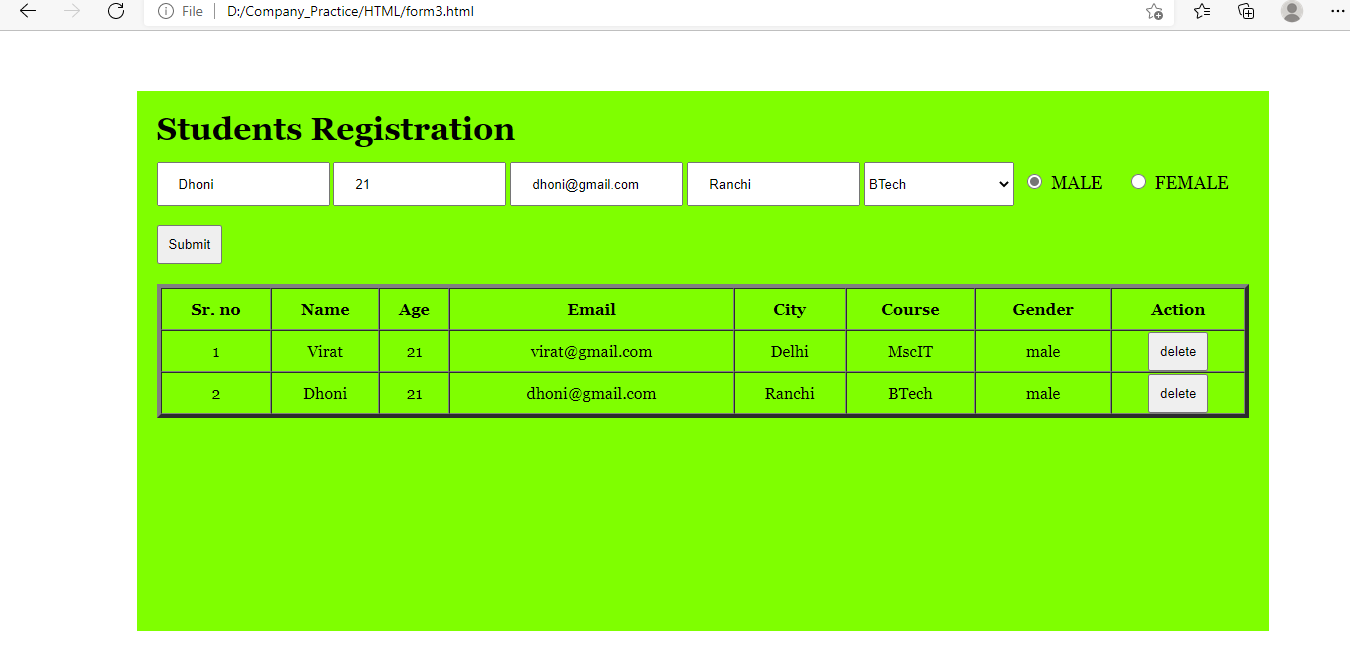 File D:/Company_Practice/HTML/form3.html
Students Registration
Dhoni 21 dhoni@gmail.com Ranchi BTech MALE FEMALE
Submit
Sr. no Name Age Email City Course Gender Action
1 Virat 21 virat@gmail.com Delhi MscIT male delete
2 Dhoni 21 dhoni@gmail.com Ranchi BTech male delete